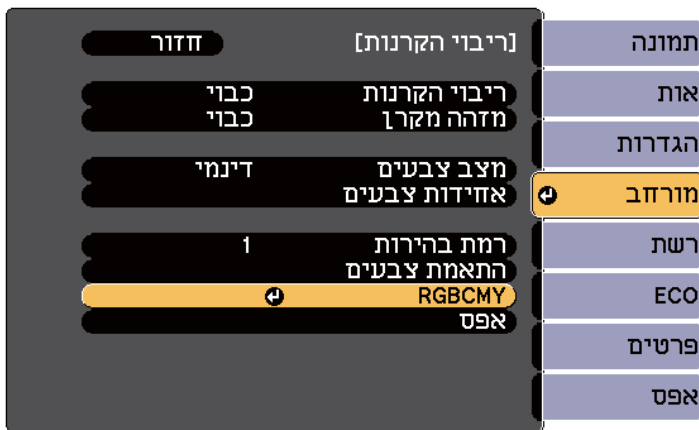 [ריבוי הקרנות] חזור
ריבוי הקרנות כבוי
מזהה מקרן כבוי
מצב צבעים דינמי
אחידות צבעים
רמת בהירות 1
התאמת צבעים
RGBCMY
אפס
תמונה
אות
הגדרות
מורחב
רשת
ECO
פרטים
אפס